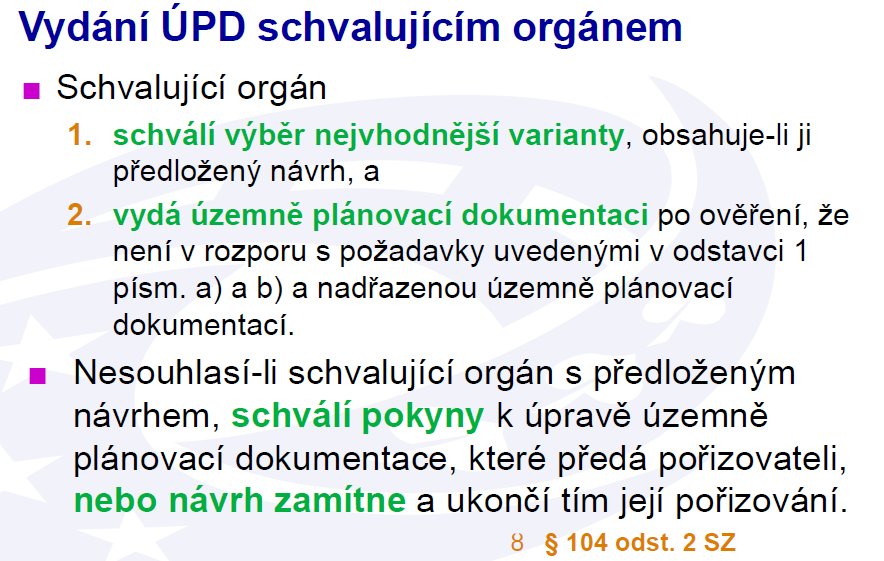 Vydání ÚPD schvalujícím orgánem
Schvalující orgán
1. schválí výběr nejvhodnější varianty, obsahuje-li ji
předložený návrh, a
2. vydá územně plánovací dokumentaci po ověření, že
není v rozporu s požadavky uvedenými v odstavci 1
písm. a) a b) a nadřazenou územně plánovací
dokumentací.
Nesouhlasí-li schvalující orgán s předloženým
návrhem, schválí pokyny k úpravě územně
plánovací dokumentace, které předá pořizovateli,
nebo návrh zamítne a ukončí tím její pořizování.
8 § 104 odst. 2 SZ